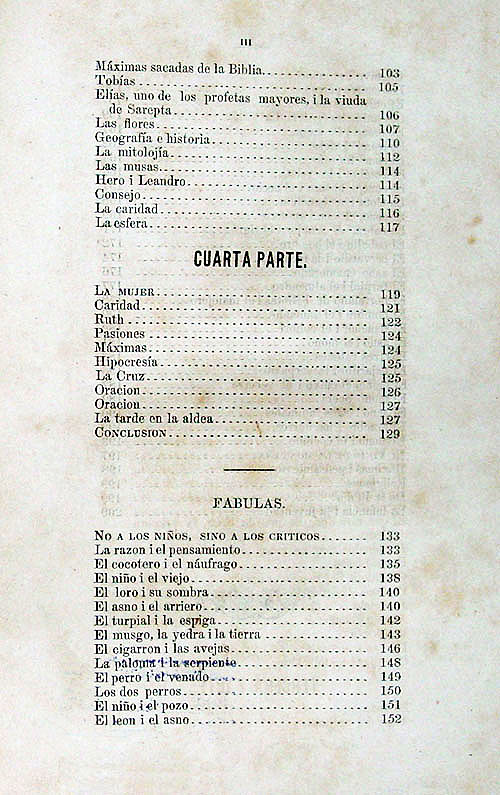 III
Máximas sacadas de la Biblia........................ 103
Tobías........................ 105
Elías, uno de los profetas mayores, i la viuda
de Sarepta........................ 106
Las flores........................ 107
Geografía e historia........................ 110
La mitolojía........................ 112
Las musas........................ 114
Hero i Leandro........................ 114
Consejo........................ 115
La caridad........................ 116
La esfera........................ 117
CUARTA PARTE.
LA MUJER........................ 119
Caridad........................ 121
Ruth........................ 122
Pasiones........................ 124
Máximas........................ 124
Hipocresía........................ 125
La Cruz........................ 125
Oracion........................ 126
Oracion........................ 127
La tarde en la aldea........................ 127
CONCLUSION........................ 129
FABULAS.
NO A LOS NIÑOS, SINO A LOS CRITICOS........................ 133
La razon i el pensamiento........................ 133
El cocotero i el náufrago........................ 135
El niño i el viejo........................ 138
El loro i su sombra........................ 140
El asno i el arriero........................ 140
El turpial i la espiga........................ 142
El musgo, la yedra i la tierra........................ 143
El cigarron i las avejas........................ 146
La paloma i la serpiente........................ 148
El perro i el venado........................ 149
Los dos perros........................ 150
El niño i el pozo........................ 151
El leon i el asno........................ 152